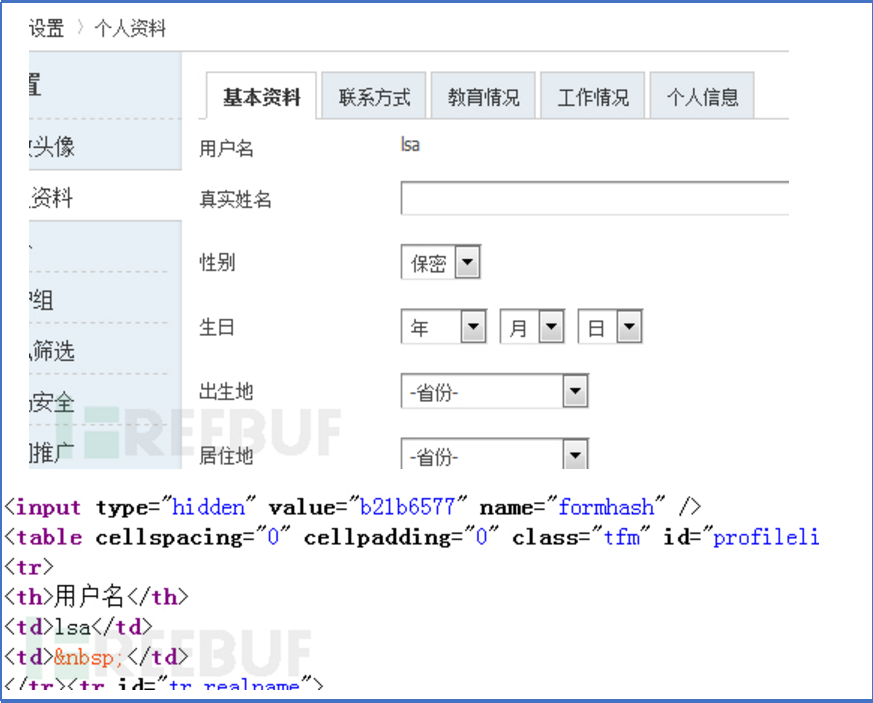 设置 〉 个人资料
基本资料 联系方式 教育情况 工作情况 个人信息
头像
资料
组
筛选
安全
推广
用户名 lsa
真实姓名
性别 保密
生日 年 月 日
出生地 -省份-
居住地 -省份-
REEBUF
<input type="hidden" value="b21b6577" name="formhash" />
<table cellspacing="0" cellpadding="0" class="tfm" id="profileli
<tr>
<th>用户名</th>
<td>lsa</td>
<td>&nbsp;</td>
</tr><tr id="tr_realname">
REEBUF